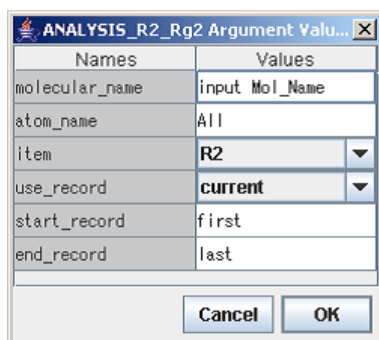 ANALYSIS_R2_Rg2 Argument Valu...
Names Values
molecular_name input Mol_Name
atom_name All
item R2
use_record current
start_record first
end_record last
Cancel OK